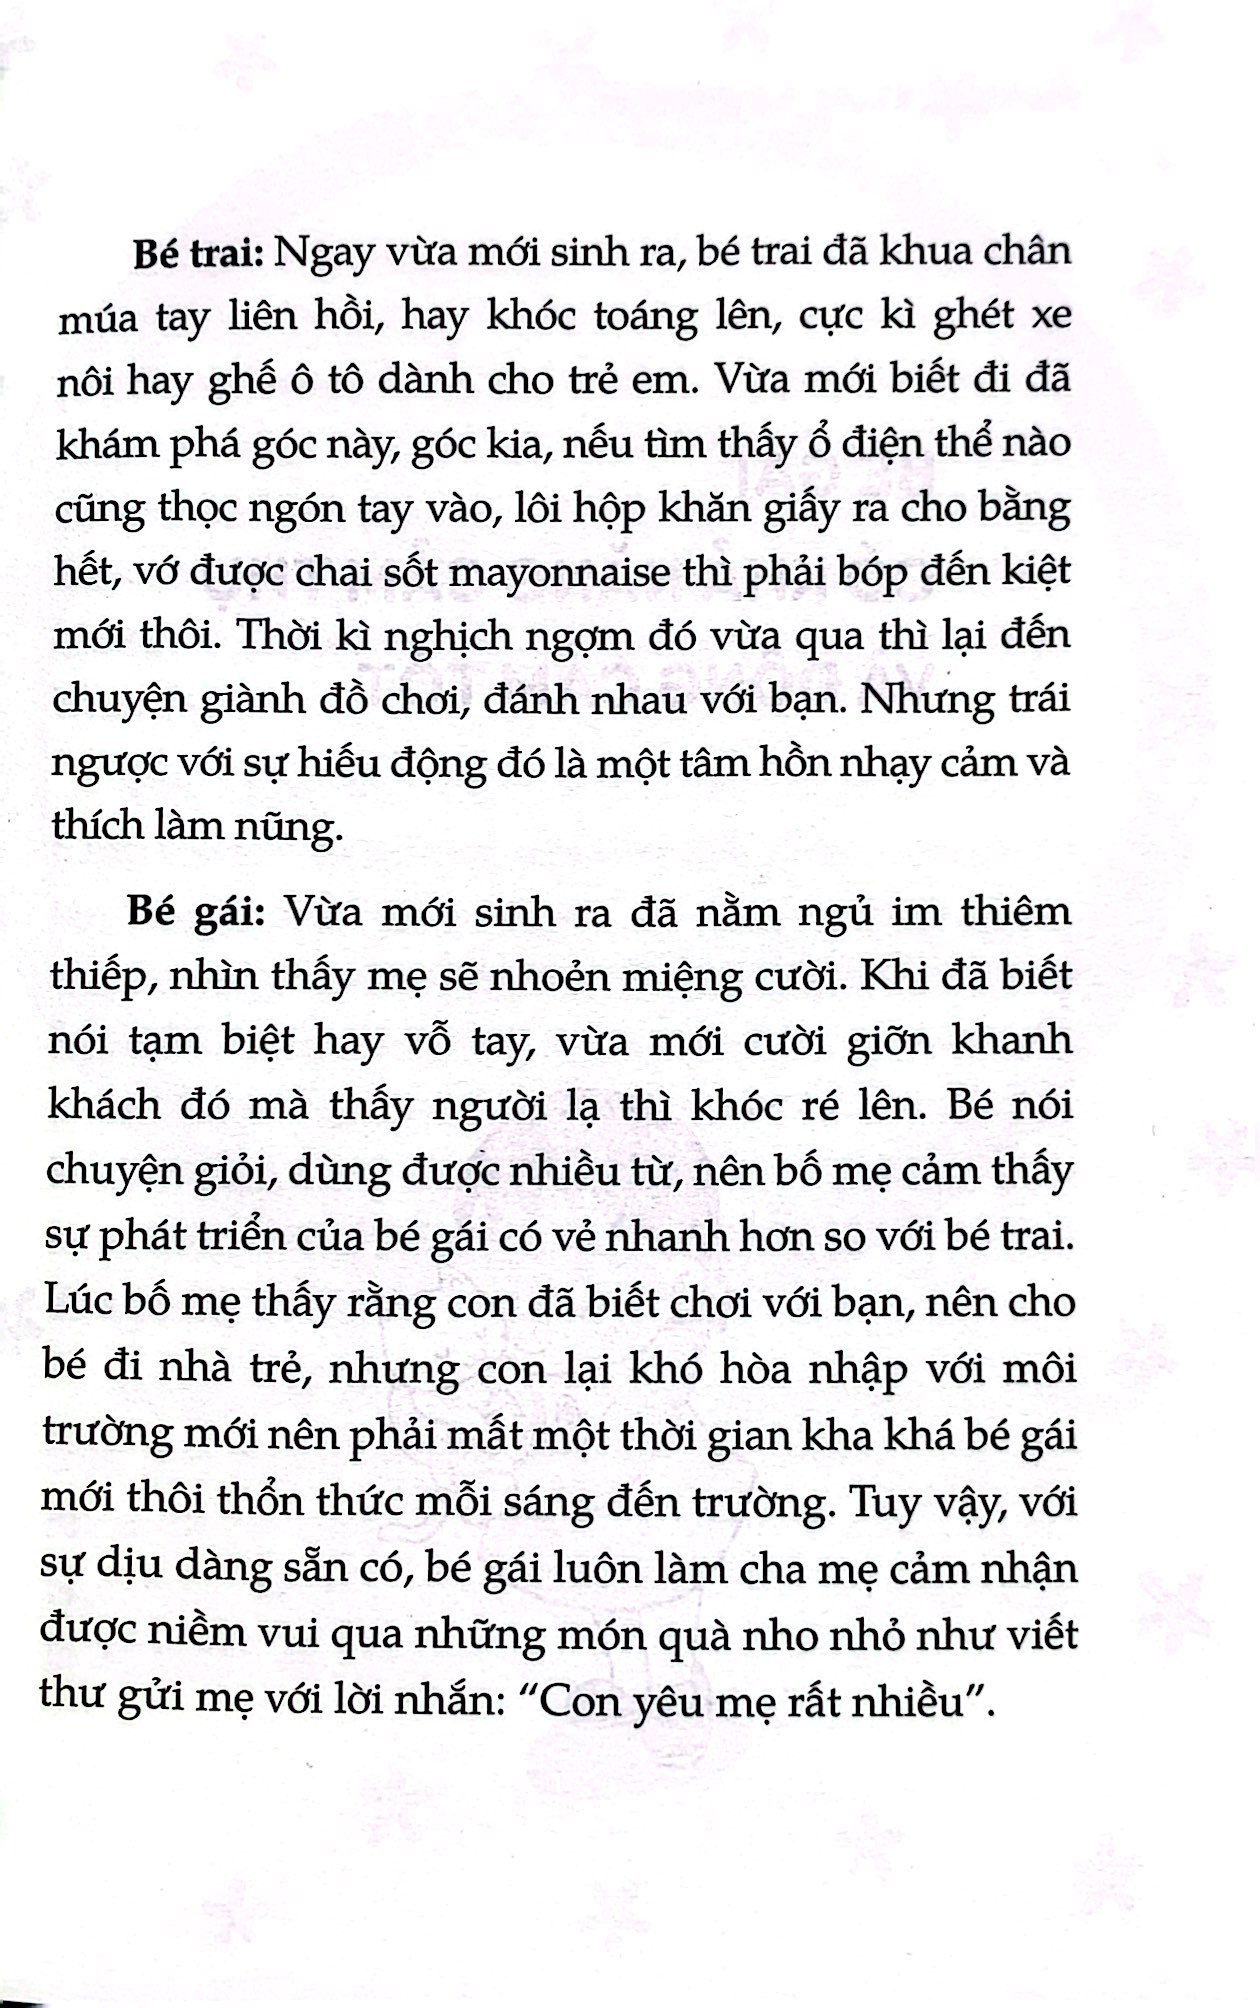 Bé trai: Ngay vừa mới sinh ra, bé trai đã khua chân
múa tay liên hồi, hay khóc toáng lên, cực kì ghét xe
nôi hay ghế ô tô dành cho trẻ em. Vừa mới biết đi đã
khám phá góc này, góc kia, nếu tìm thấy ổ điện thể nào
cũng thọc ngón tay vào, lôi hộp khăn giấy ra cho bằng
hết, vớ được chai sốt mayonnaise thì phải bóp đến kiệt
mới thôi. Thời kì nghịch ngợm đó vừa qua thì lại đến
chuyện giành đồ chơi, đánh nhau với bạn. Nhưng trái
ngược với sự hiếu động đó là một tâm hồn nhạy cảm và
thích làm nũng.
Bé gái: Vừa mới sinh ra đã nằm ngủ im thiêm
thiếp, nhìn thấy mẹ sẽ nhoẻn miệng cười. Khi đã biết
nói tạm biệt hay vỗ tay, vừa mới cười giỡn khanh
khách đó mà thấy người lạ thì khóc ré lên. Bé nói
chuyện giỏi, dùng được nhiều từ, nên bố mẹ cảm thấy
sự phát triển của bé gái có vẻ nhanh hơn so với bé trai.
Lúc bố mẹ thấy rằng con đã biết chơi với bạn, nên cho
bé đi nhà trẻ, nhưng con lại khó hòa nhập với môi
trường mới nên phải mất một thời gian kha khá bé gái
mới thôi thổn thức mỗi sáng đến trường. Tuy vậy, với
sự dịu dàng sẵn có, bé gái luôn làm cha mẹ cảm nhận
được niềm vui qua những món quà nho nhỏ như viết
thư gửi mẹ với lời nhắn: “Con yêu mẹ rất nhiều”.